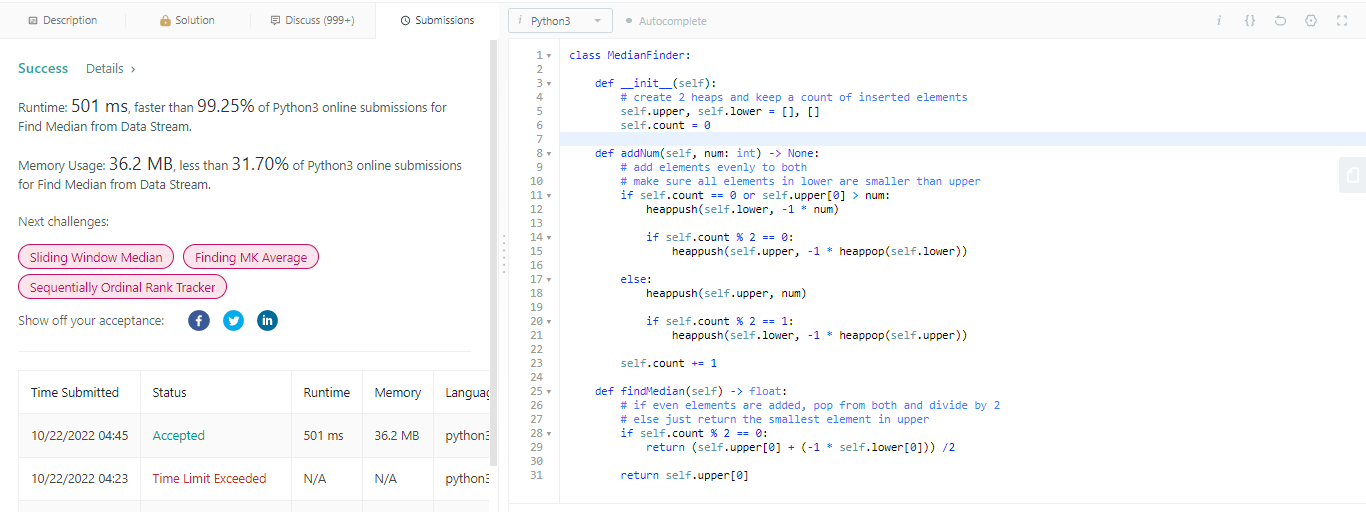 Description
Solution
Discuss (999+)
Submissions
Success
Details
Runtime: 501 ms, faster than 99.25% of Python3 online submissions for
Find Median from Data Stream.
Memory Usage: 36.2 MB, less than 31.70% of Python3 online submissions
for Find Median from Data Stream.
Next challenges:
Sliding Window Median
Finding MK Average
Sequentially Ordinal Rank Tracker
Show off your acceptance:
Time Submitted Status Runtime Memory
10/22/2022 04:45 Accepted 501 ms 36.2 MB python3
10/22/2022 04:23 Time Limit Exceeded N/A N/A python3
i Python3
Autocomplete
i {}
1 class MedianFinder:
2
3     def __init__(self):
4         # create 2 heaps and keep a count of inserted elements
5         self.upper, self.lower = [], []
6         self.count = 0
7
8     def addNum(self, num: int) -> None:
9         # add elements evenly to both
10         # make sure all elements in lower are smaller than upper
11         if self.count == 0 or self.upper[0] > num:
12             heappush(self.lower, -1 * num)
13
14             if self.count % 2 == 0:
15                 heappush(self.upper, -1 * heappop(self.lower))
16
17         else:
18             heappush(self.upper, num)
19
20             if self.count % 2 == 1:
21                 heappush(self.lower, -1 * heappop(self.upper))
22
23         self.count += 1
24
25     def findMedian(self) -> float:
26         # if even elements are added, pop from both and divide by 2
27         # else just return the smallest element in upper
28         if self.count % 2 == 0:
29             return (self.upper[0] + (-1 * self.lower[0])) /2
30
31         return self.upper[0]